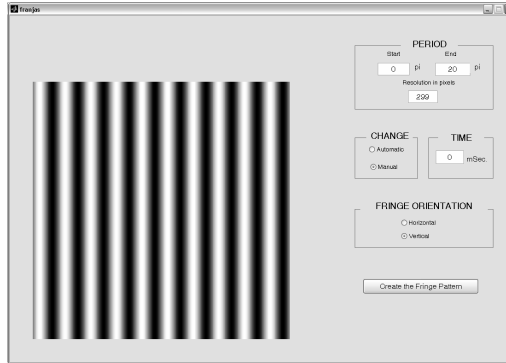 franjas
PERIOD
Start End
0 pi 20 pi
Resolution in pixels
299
CHANGE
Automatic
Manual
TIME
0 mSec.
FRINGE ORIENTATION
Horizontal
Vertical
Create the Fringe Pattern